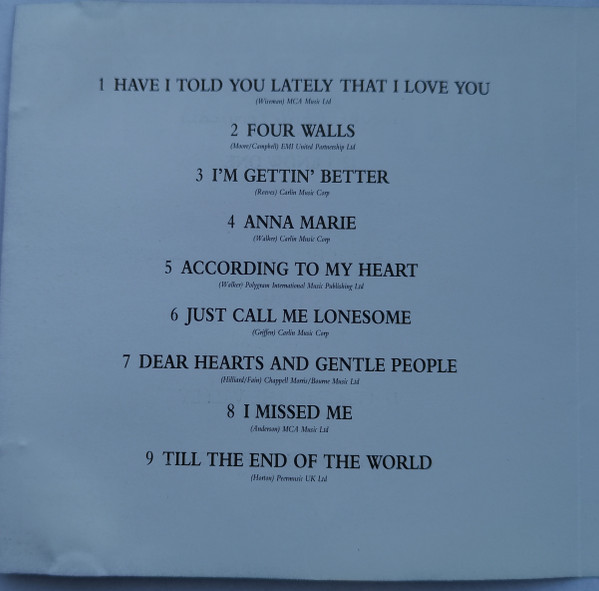 1 HAVE I TOLD YOU LATELY THAT I LOVE YOU
(Wiseman) MCA Music Ltd
2 FOUR WALLS
(Moore/Campbell) EMI United Partnership Ltd
3 I'M GETTIN' BETTER
(Reeves) Carlin Music Corp
4 ANNA MARIE
(Walker) Carlin Music Corp
5 ACCORDING TO MY HEART
(Walker) Polygram International Music Publishing Ltd
6 JUST CALL ME LONESOME
(Griffen) Carlin Music Corp
7 DEAR HEARTS AND GENTLE PEOPLE
(Hilliard/Fain) Chappell Morris/Bourne Music Ltd
8 I MISSED ME
(Anderson) MCA Music Ltd
9 TILL THE END OF THE WORLD
(Horton) Peermusic UK Ltd